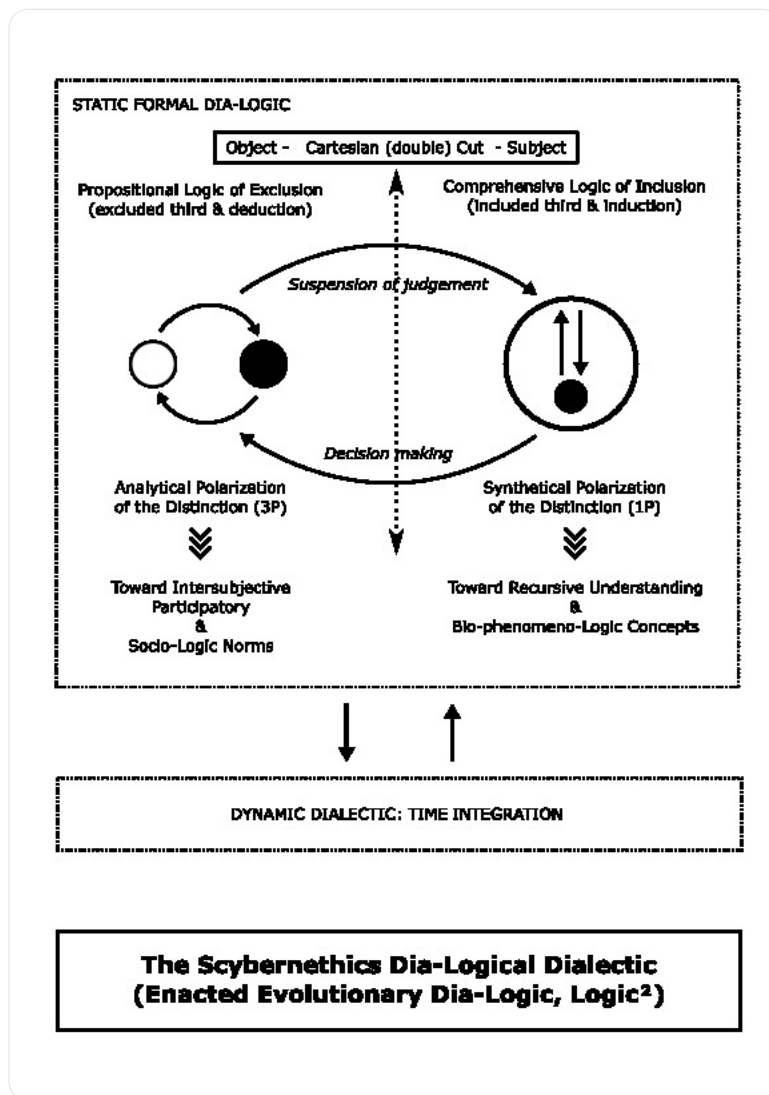 STATIC FORMAL DIA-LOGIC
Object - Cartesian (double) Cut - Subject
Propositional Logic of Exclusion
(excluded third & deduction)
Comprehensive Logic of Inclusion
(included third & induction)
Suspension of judgement
Decision making
Analytical Polarization
of the Distinction (3P)
Synthetical Polarization
of the Distinction (1P)
Toward Intersubjective
Participatory
&
Socio-Logic Norms
Toward Recursive Understanding
&
Bio-phenomeno-Logic Concepts
DYNAMIC DIALECTIC: TIME INTEGRATION
The Scybernethics Dia-Logical Dialectic
(Enacted Evolutionary Dia-Logic, Logic²)